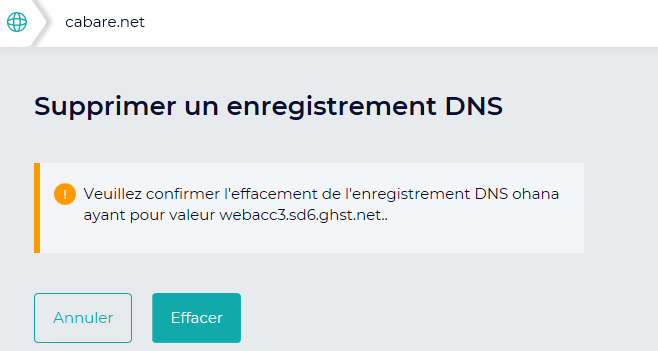 cabare.net
Supprimer un enregistrement DNS
Veuillez confirmer l'effacement de l'enregistrement DNS ohana
ayant pour valeur webacc3.sd6.ghst.net..
Annuler
Effacer